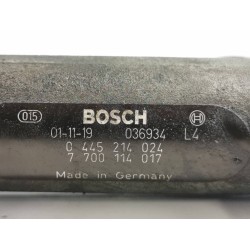 015 BOSCH
01-11-19 036934 L4
0 445 214 024
7 700 114 017
Made in Germany